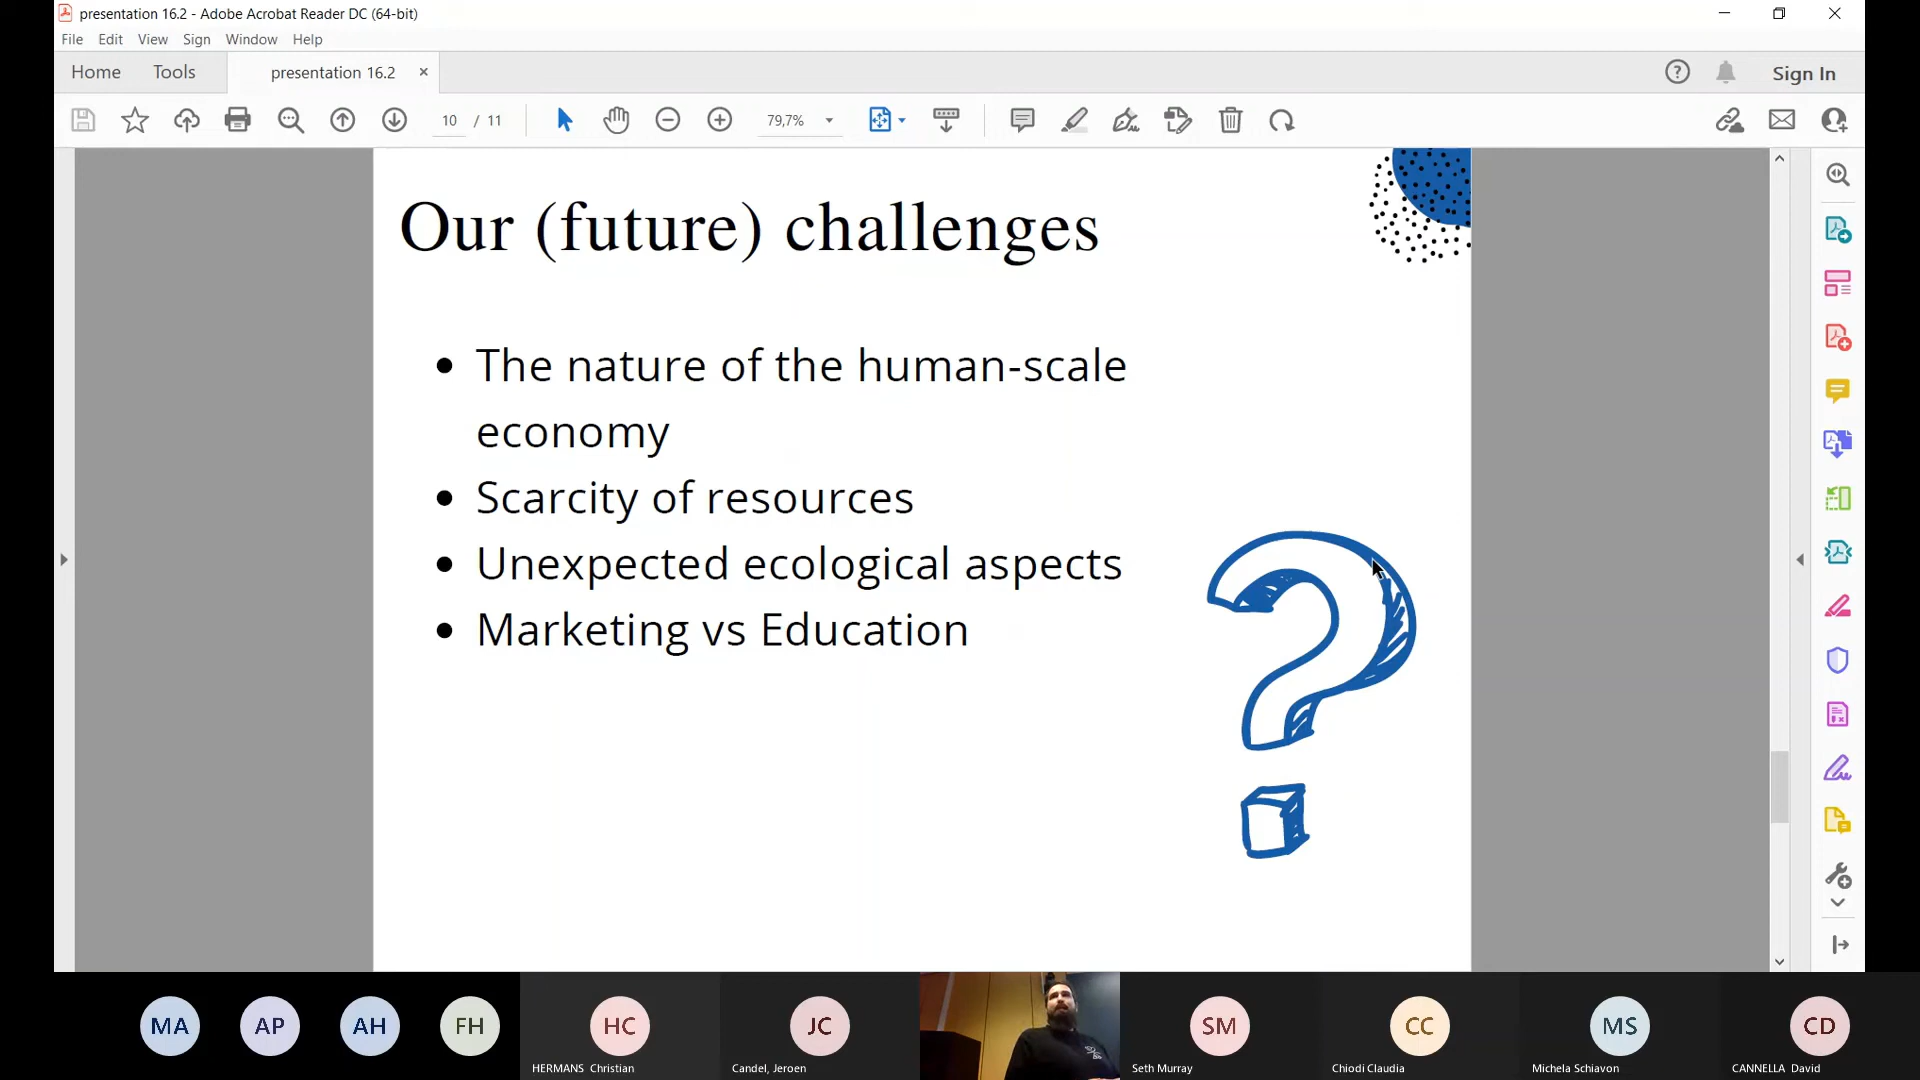 presentation 16.2 - Adobe Acrobat Reader DC (64-bit)
File Edit View Sign Window Help
Home Tools presentation 16.2 Sign In
10 / 11 79,7%
Our (future) challenges
• The nature of the human-scale
economy
• Scarcity of resources
• Unexpected ecological aspects
• Marketing vs Education
?
MA AP AH FH HC JC SM CC MS CD
HERMANS Christian Candel, Jeroen Seth Murray Chiodi Claudia Michela Schiavon CANNELLA David